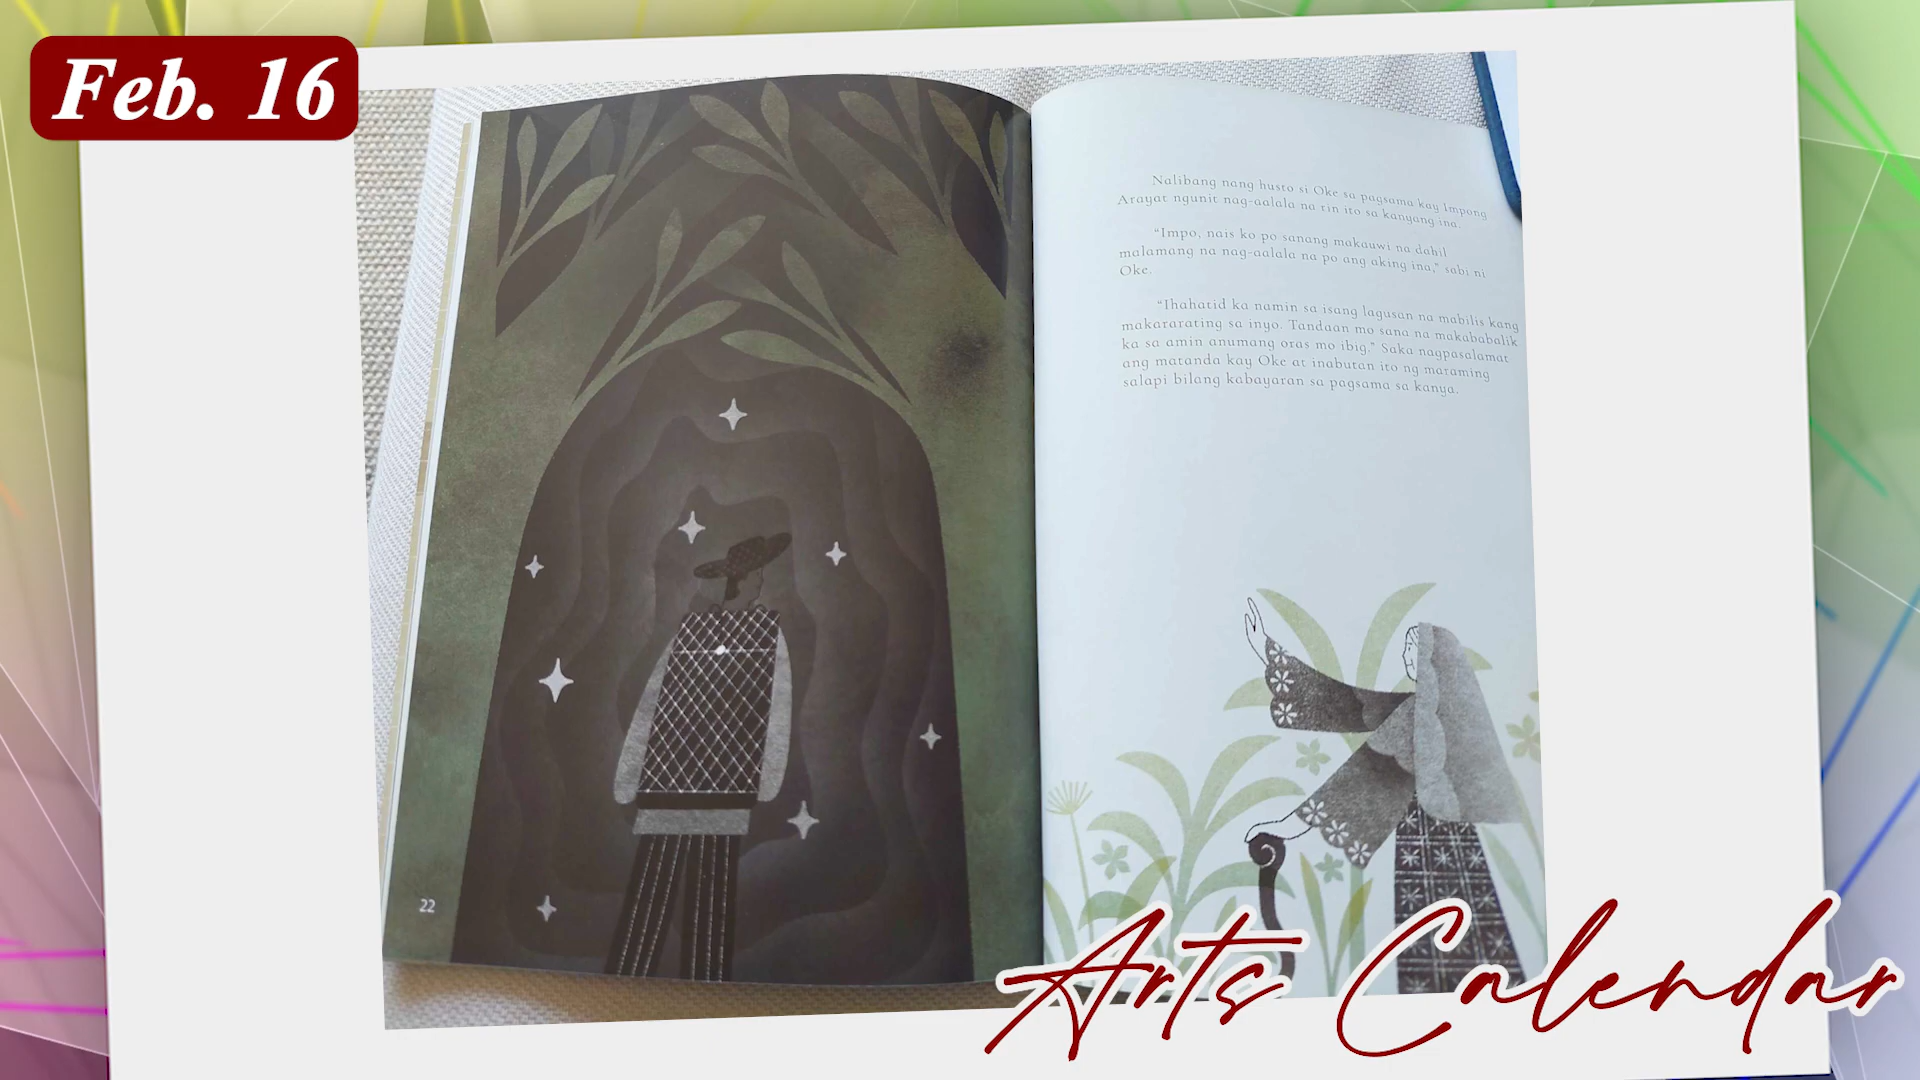 Feb. 16
Nalibang nang husto si Oke sa pagsama kay Impong
Arayat ngunit nag-aalala na rin ito sa kanyang ina.
“Impo, nais ko po sanang makauwi na dahil
malamang na nag-aalala na po ang aking ina,” sabi ni
Oke.
“Ihahatid ka namin sa isang lagusan na mabilis kang
makararating sa inyo. Tandaan mo sana na makababalik
ka sa amin anumang oras mo ibig.” Saka nagpasalamat
ang matanda kay Oke at inabutan ito ng maraming
salapi bilang kabayaran sa pagsama sa kanya.
22
Arts Calendar